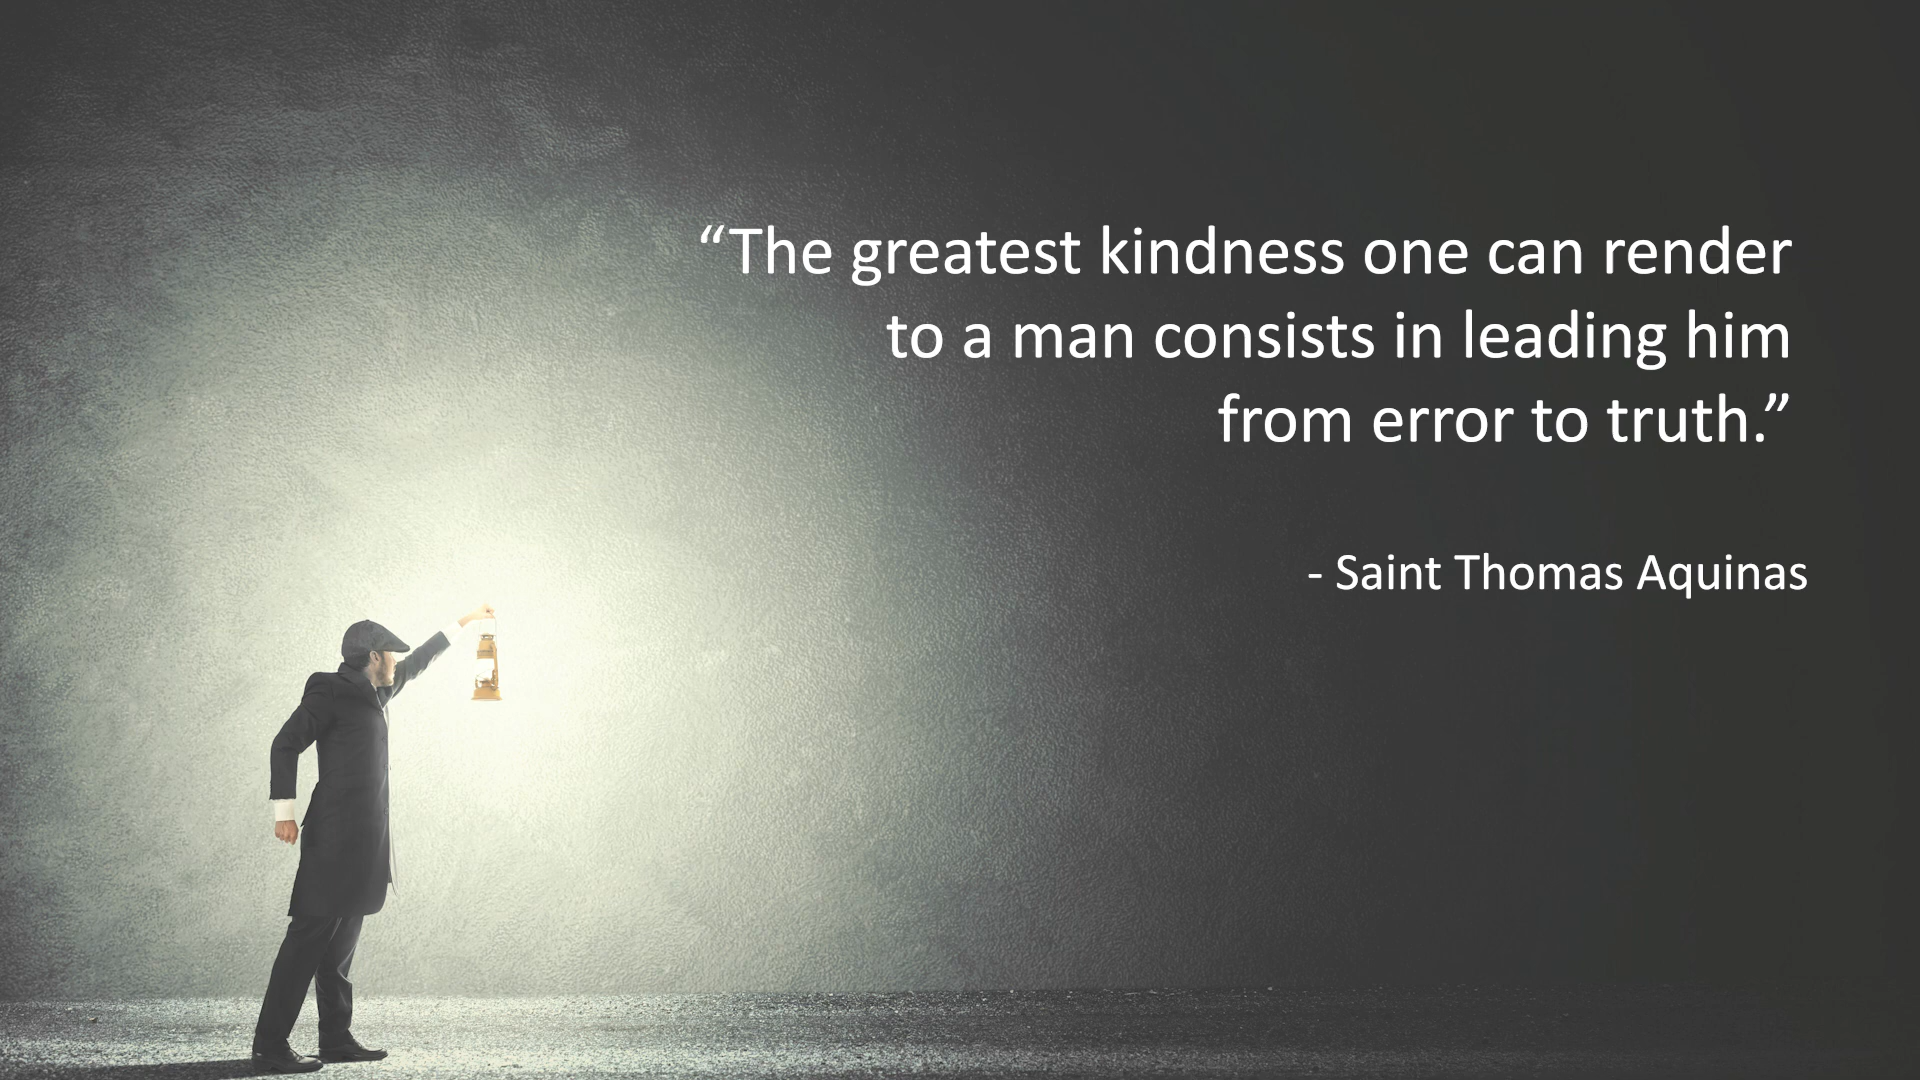 “The greatest kindness one can render
to a man consists in leading him
from error to truth.”
- Saint Thomas Aquinas